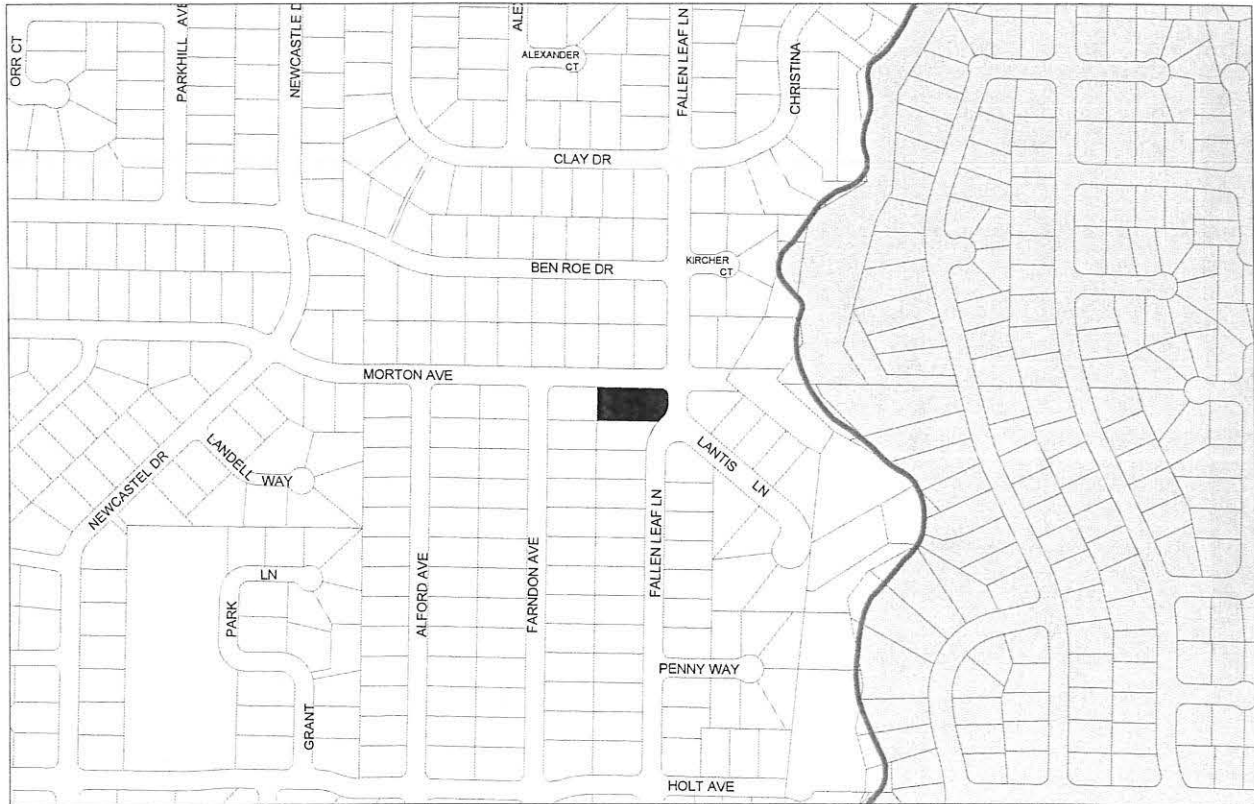 ORR CT
PARKHILL AVE
NEWCASTLE D
ALEX
ALEXANDER
CT
FALLEN LEAF LN
CHRISTINA
CLAY DR
BEN ROE DR
KIRCHER
CT
MORTON AVE
NEWCASTEL DR
LANDELL
WAY
LANTIS
LN
PARK
LN
ALFORD AVE
FARNDON AVE
FALLEN LEAF LN
PENNY WAY
GRANT
HOLT AVE